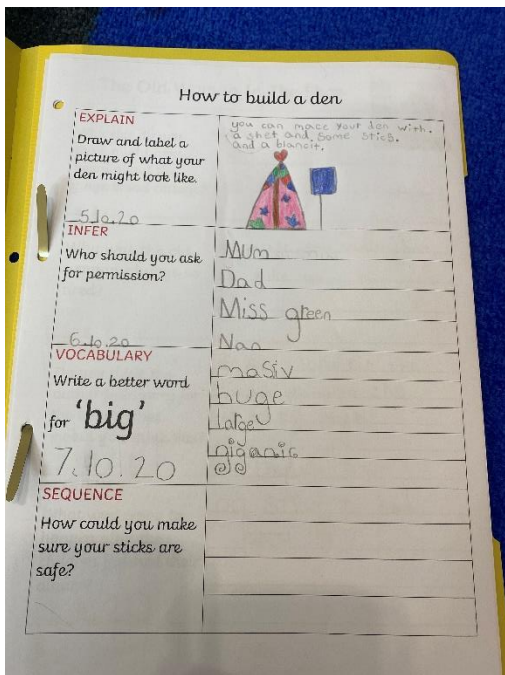 How to build a den
EXPLAIN
Draw and label a
picture of what your
den might look like.
5.10.20
you can mace your den with.
a shet and some stics.
and a blancit.
INFER
Who should you ask
for permission?
6.10.20
Mum
Dad
Miss green
Nan
VOCABULARY
Write a better word
for 'big'
7.10.20
masiv
huge
large
giganic
SEQUENCE
How could you make
sure your sticks are
safe?